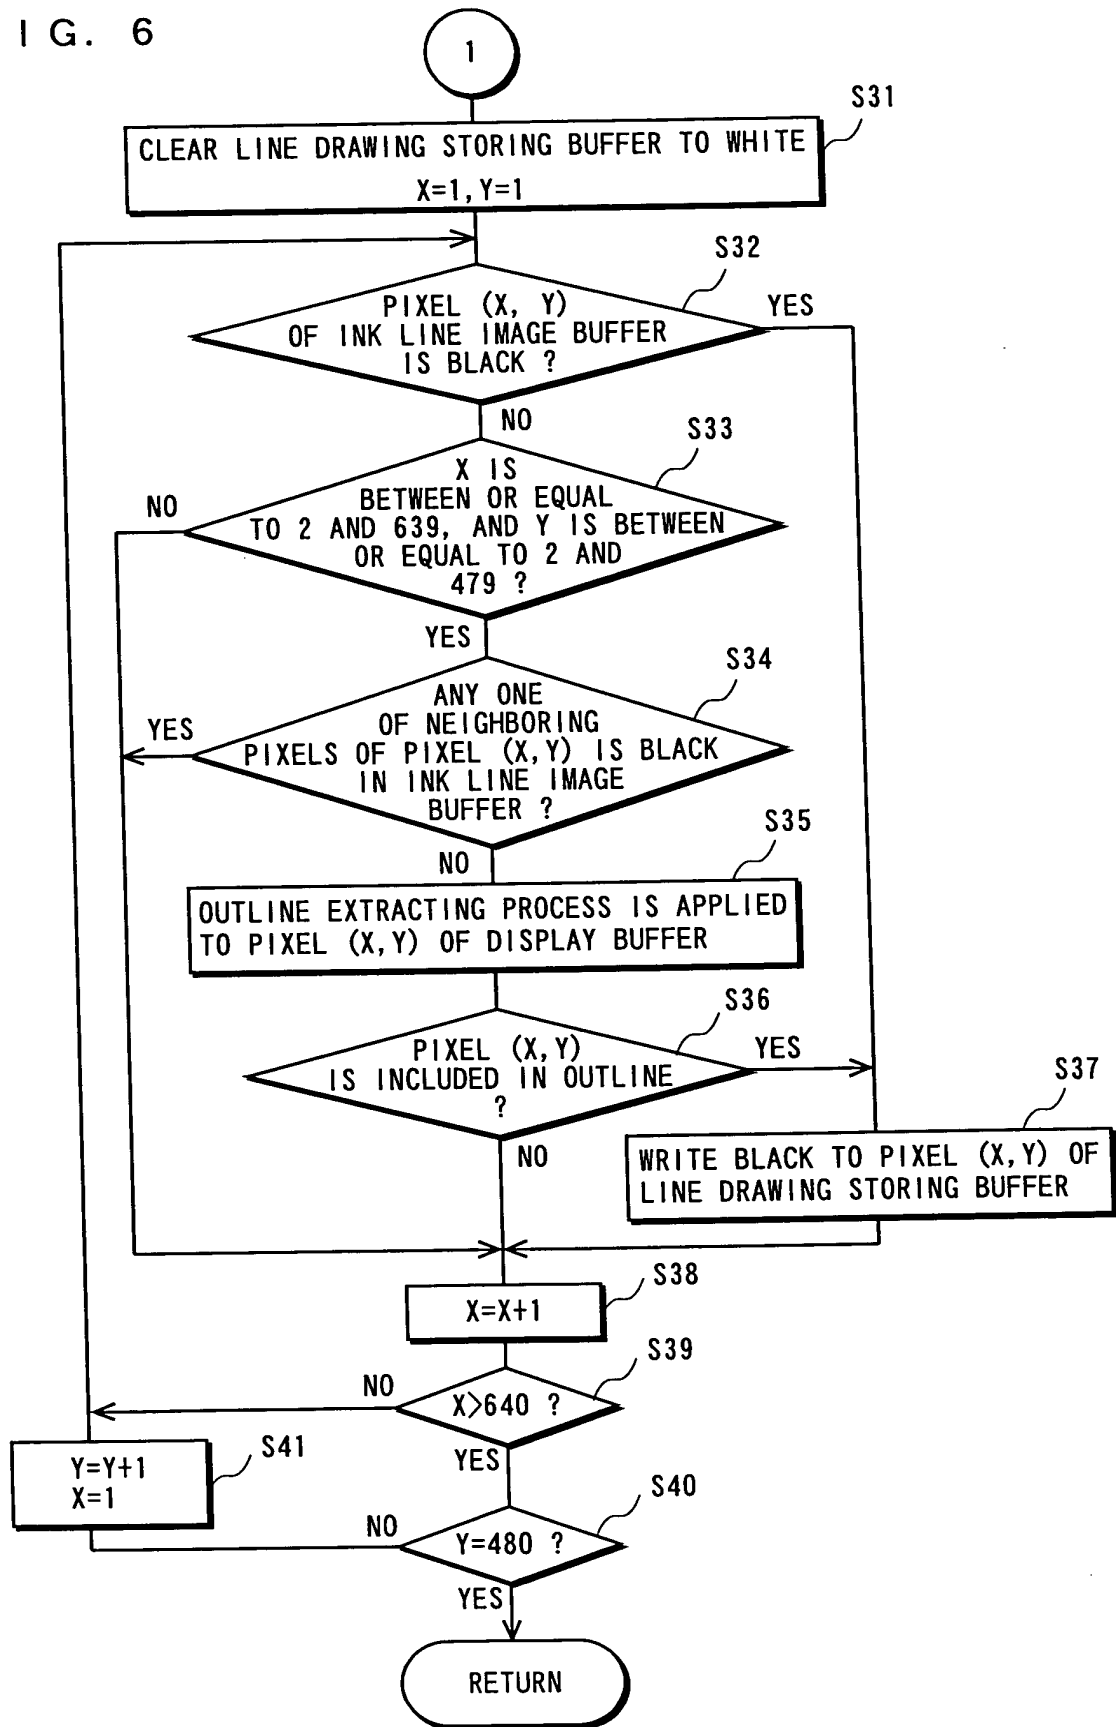 I G. 6
1
S31
CLEAR LINE DRAWING STORING BUFFER TO WHITE
X=1, Y=1
S32
PIXEL (X, Y)
OF INK LINE IMAGE BUFFER
IS BLACK ?
YES
NO
S33
X IS
BETWEEN OR EQUAL
TO 2 AND 639, AND Y IS BETWEEN
OR EQUAL TO 2 AND
479 ?
NO
YES
S34
ANY ONE
OF NEIGHBORING
PIXELS OF PIXEL (X,Y) IS BLACK
IN INK LINE IMAGE
BUFFER ?
YES
NO
S35
OUTLINE EXTRACTING PROCESS IS APPLIED
TO PIXEL (X,Y) OF DISPLAY BUFFER
S36
PIXEL (X,Y)
IS INCLUDED IN OUTLINE
?
YES
NO
S37
WRITE BLACK TO PIXEL (X,Y) OF
LINE DRAWING STORING BUFFER
S38
X=X+1
S39
X>640 ?
NO
YES
S41
Y=Y+1
X=1
S40
Y=480 ?
NO
YES
RETURN